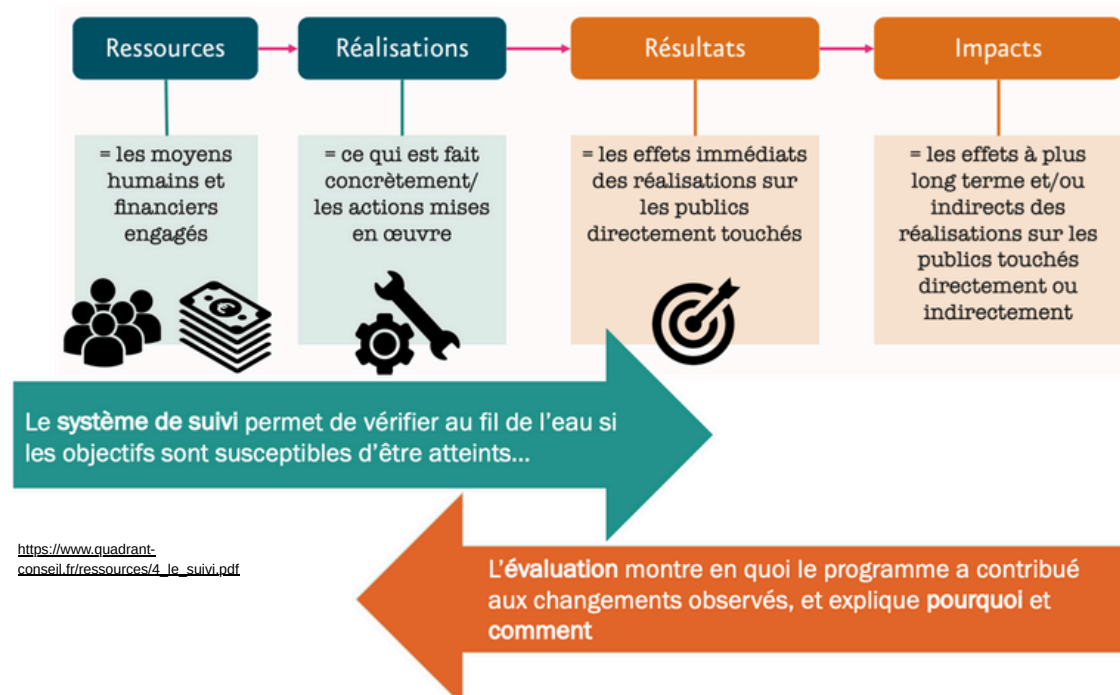 Ressources
Réalisations
Résultats
Impacts
= les moyens
humains et
financiers
engagés
= ce qui est fait
concrètement/
les actions mises
en œuvre
= les effets immédiats
des réalisations sur
les publics
directement touchés
= les effets à plus
long terme et/ou
indirects des
réalisations sur les
publics touchés
directement ou
indirectement
Le système de suivi permet de vérifier au fil de l'eau si
les objectifs sont susceptibles d'être atteints...
https://www.quadrant-
conseil.fr/ressources/4_le_suivi.pdf
L'évaluation montre en quoi le programme a contribué
aux changements observés, et explique pourquoi et
comment